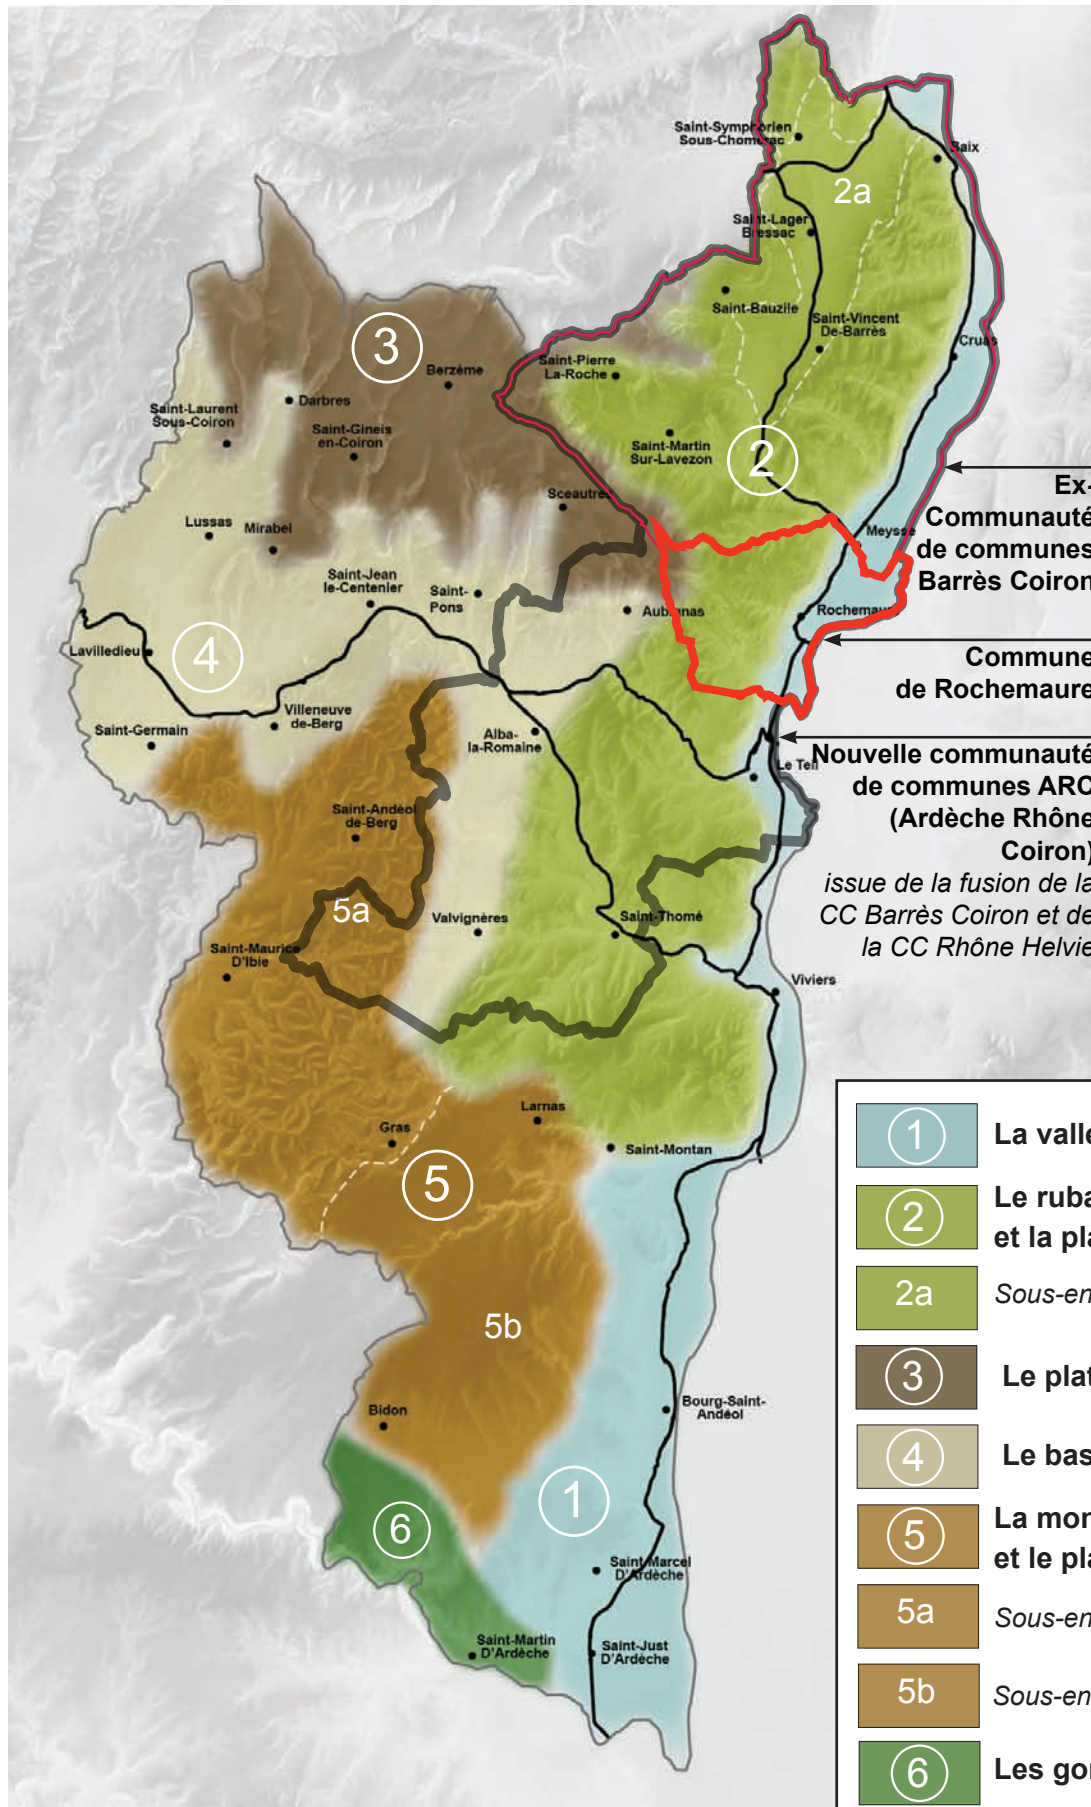 Saint-Symphorien
Sous-Chomérac
Baix
2a
Saint-Lager
Bressac
Saint-Bauzile
Saint-Vincent
De-Barrès
Cruas
3
Berzème
Saint-Pierre
La-Roche
Darbres
Saint-Laurent
Sous-Coiron
Saint-Gineis
en-Coiron
Saint-Martin
Sur-Lavezon
2
Ex-
Communauté
de communes
Barrès Coiron
Sceautres
Lussas
Mirabel
Meysse
Saint-Jean
le-Centenier
Saint-
Pons
Aubignas
Rochemaure
Lavilledieu
4
Commune
de Rochemaure
Villeneuve
de-Berg
Saint-Germain
Alba-
la-Romaine
Le Teil
Nouvelle communauté
de communes ARC
(Ardèche Rhône
Coiron)
issue de la fusion de la
CC Barrès Coiron et de
la CC Rhône Helvie
Saint-Andéol
de-Berg
5a
Valvignères
Saint-Thomé
Saint-Maurice
D'Ibie
Viviers
Larnas
Gras
Saint-Montan
5
5b
Bidon
Bourg-Saint-
Andéol
1
6
Saint Marcel
D'Ardèche
Saint-Martin
D'Ardèche
Saint-Just
D'Ardèche
1 La vallé
2 Le ruba
et la pla
2a Sous-en
3 Le plat
4 Le bas
5 La mon
et le pla
5a Sous-en
5b Sous-en
6 Les gor